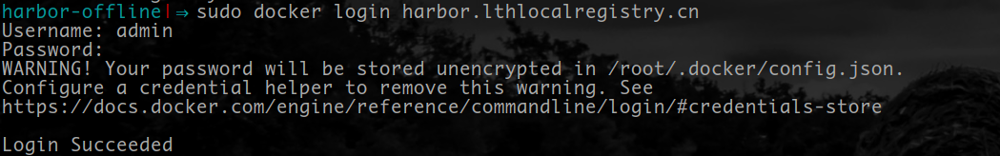 harbor-offline|⇒ sudo docker login harbor.lthlocalregistry.cn
Username: admin
Password:
WARNING! Your password will be stored unencrypted in /root/.docker/config.json.
Configure a credential helper to remove this warning. See
https://docs.docker.com/engine/reference/commandline/login/#credentials-store
Login Succeeded